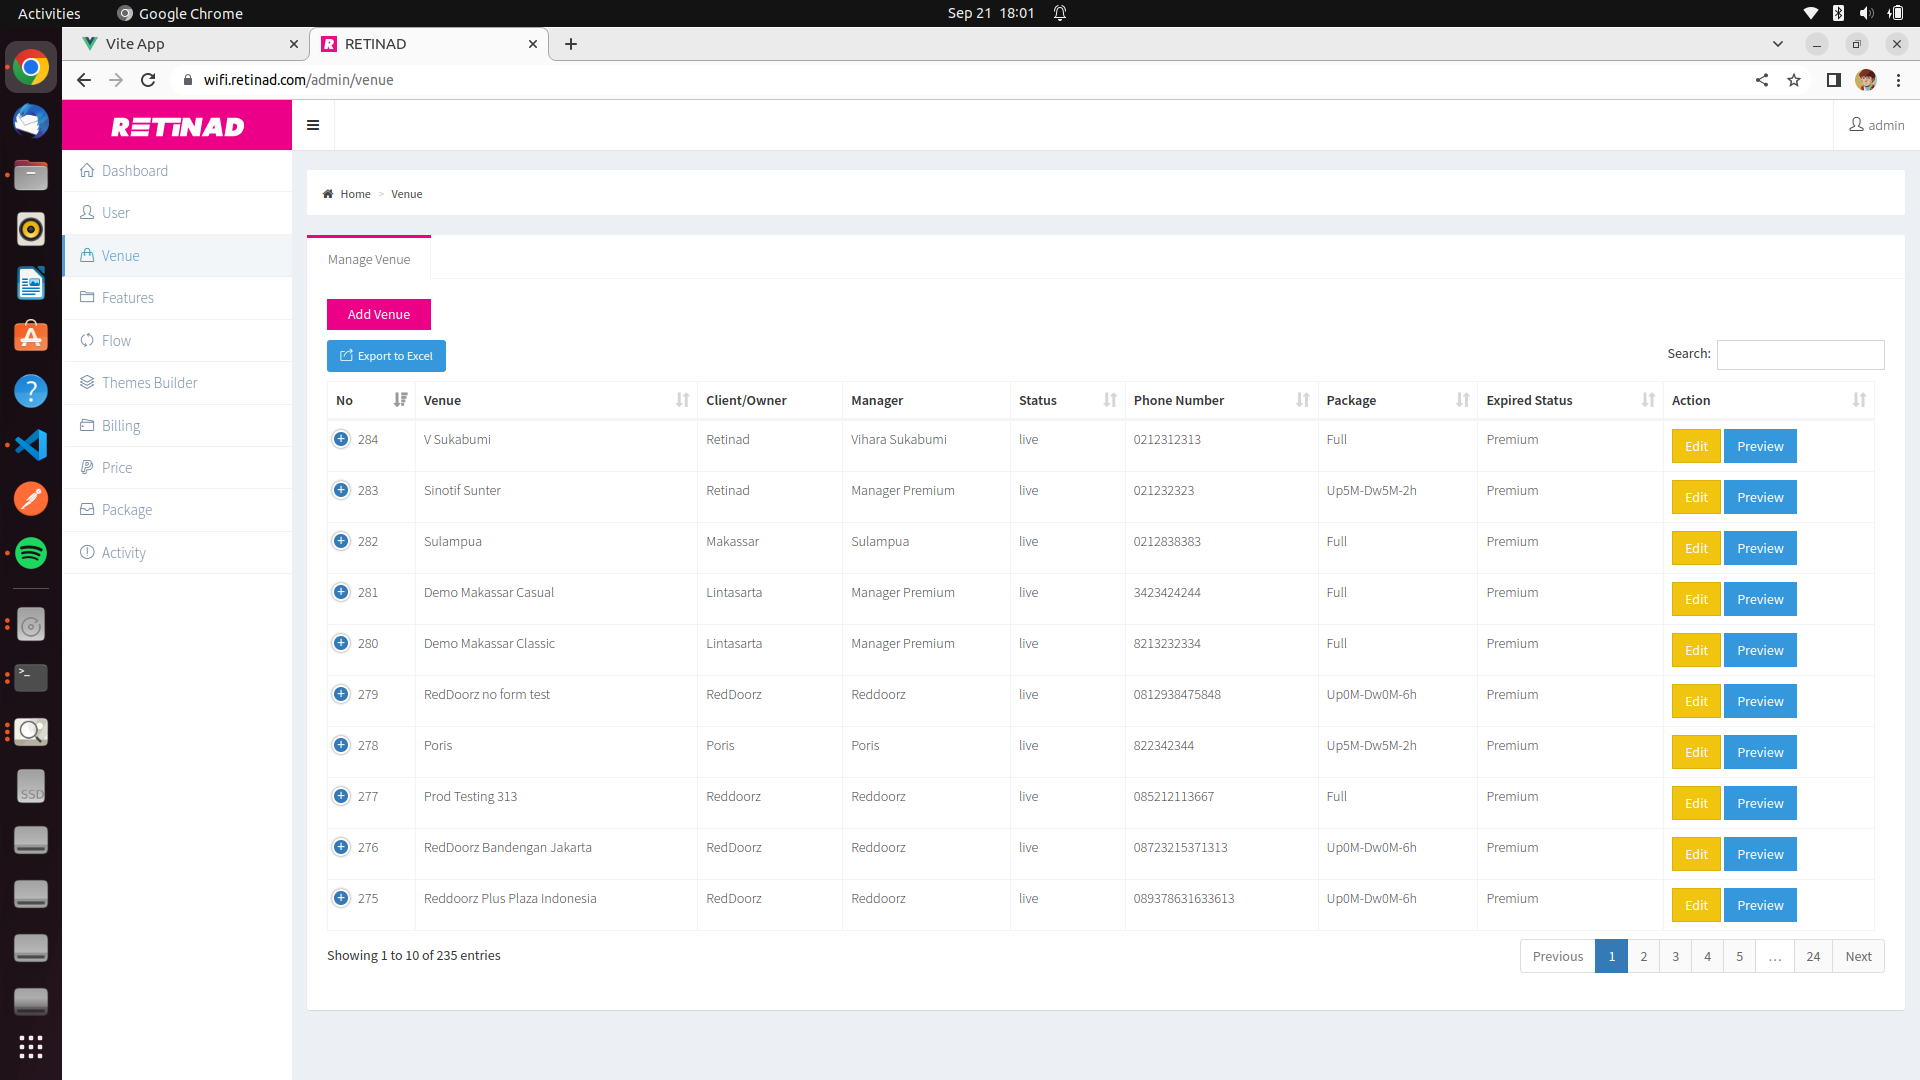 Activities Google Chrome Sep 21 18:01
Vite App RETINAD
wifi.retinad.com/admin/venue
RETINAD admin
Dashboard
User
Venue
Features
Flow
Themes Builder
Billing
Price
Package
Activity
Home > Venue
Manage Venue
Add Venue
Export to Excel Search:
No Venue Client/Owner Manager Status Phone Number Package Expired Status Action
284 V Sukabumi Retinad Vihara Sukabumi live 0212312313 Full Premium Edit Preview
283 Sinotif Sunter Retinad Manager Premium live 021232323 Up5M-Dw5M-2h Premium Edit Preview
282 Sulampua Makassar Sulampua live 0212838383 Full Premium Edit Preview
281 Demo Makassar Casual Lintasarta Manager Premium live 3423424244 Full Premium Edit Preview
280 Demo Makassar Classic Lintasarta Manager Premium live 8213232334 Full Premium Edit Preview
279 RedDoorz no form test RedDoorz Reddoorz live 0812938475848 Up0M-Dw0M-6h Premium Edit Preview
278 Poris Poris Poris live 822342344 Up5M-Dw5M-2h Premium Edit Preview
277 Prod Testing 313 Reddoorz Reddoorz live 085212113667 Full Premium Edit Preview
276 RedDoorz Bandengan Jakarta RedDoorz Reddoorz live 08723215371313 Up0M-Dw0M-6h Premium Edit Preview
275 Reddoorz Plus Plaza Indonesia RedDoorz Reddoorz live 089378631633613 Up0M-Dw0M-6h Premium Edit Preview
Showing 1 to 10 of 235 entries Previous 1 2 3 4 5 … 24 Next
SSD